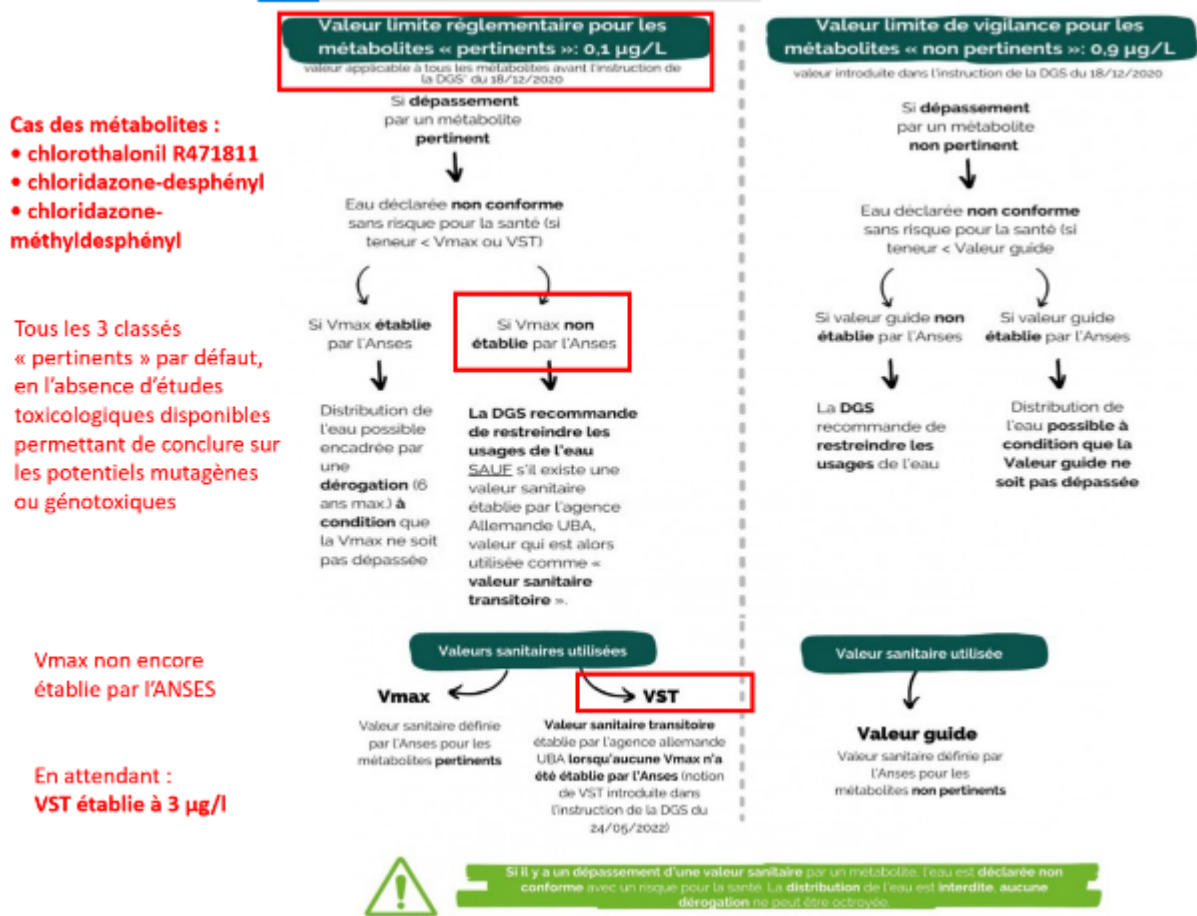 Valeur limite réglementaire pour les
métabolites « pertinents »: 0,1 µg/L
valeur applicable à tous les métabolites avant l'instruction de
la DGS* du 18/12/2020
Si dépassement
par un métabolite
pertinent
Cas des métabolites :
• chlorothalonil R471811
• chloridazone-desphényl
• chloridazone-
méthyldesphényl
Eau déclarée non conforme
sans risque pour la santé (si
teneur < Vmax ou VST)
Tous les 3 classés
« pertinents » par défaut,
en l'absence d'études
toxicologiques disponibles
permettant de conclure sur
les potentiels mutagènes
ou génotoxiques
Si Vmax établie
par l'Anses
Distribution de
l'eau possible
encadrée par
une
dérogation (6
ans max.) à
condition que
la Vmax ne soit
pas dépassée
Si Vmax non
établie par l'Anses
La DGS recommande
de restreindre les
usages de l'eau
SAUF s'il existe une
valeur sanitaire
établie par l'agence
Allemande UBA,
valeur qui est alors
utilisée comme «
valeur sanitaire
transitoire ».
Valeur limite de vigilance pour les
métabolites « non pertinents »: 0,9 µg/L
valeur introduite dans l'instruction de la DGS du 18/12/2020
Si dépassement
par un métabolite
non pertinent
Eau déclarée non conforme
sans risque pour la santé (si
teneur < Valeur guide
Si valeur guide non
établie par l'Anses
La DGS
recommande de
restreindre les
usages de l'eau
Si valeur guide
établie par l'Anses
Distribution de
l'eau possible à
condition que la
Valeur guide ne
soit pas dépassée
Vmax non encore
établie par l'ANSES
En attendant :
VST établie à 3 µg/l
Valeurs sanitaires utilisées
Vmax
Valeur sanitaire définie
par l'Anses pour les
métabolites pertinents
VST
Valeur sanitaire transitoire
établie par l'agence allemande
UBA lorsqu'aucune Vmax n'a
été établie par l'Anses (notion
de VST introduite dans
l'instruction de la DGS du
24/05/2022)
Valeur sanitaire utilisée
Valeur guide
Valeur sanitaire définie par
l'Anses pour les
métabolites non pertinents
Si il y a un dépassement d'une valeur sanitaire par un métabolite, l'eau est déclarée non
conforme avec un risque pour la santé. La distribution de l'eau est interdite, aucune
dérogation ne peut être octroyée.